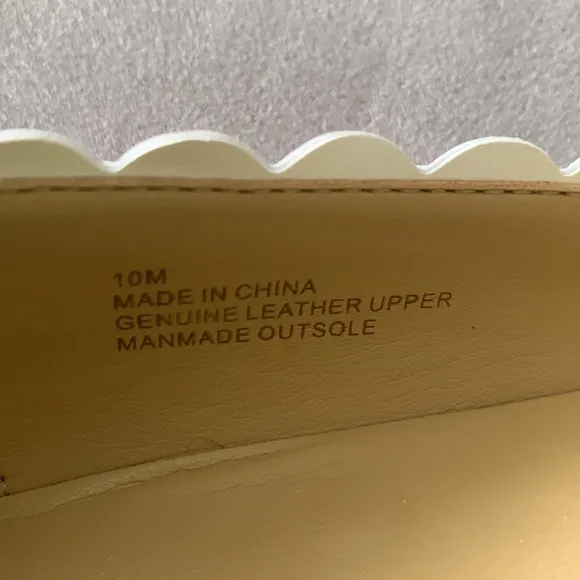 10M
MADE IN CHINA
GENUINE LEATHER UPPER
MANMADE OUTSOLE